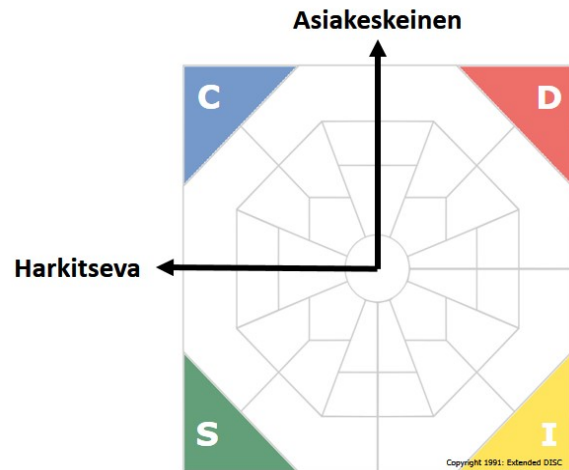 Asiakeskeinen
C
D
Harkitseva
S
I
Copyright 1991: Extended DISC